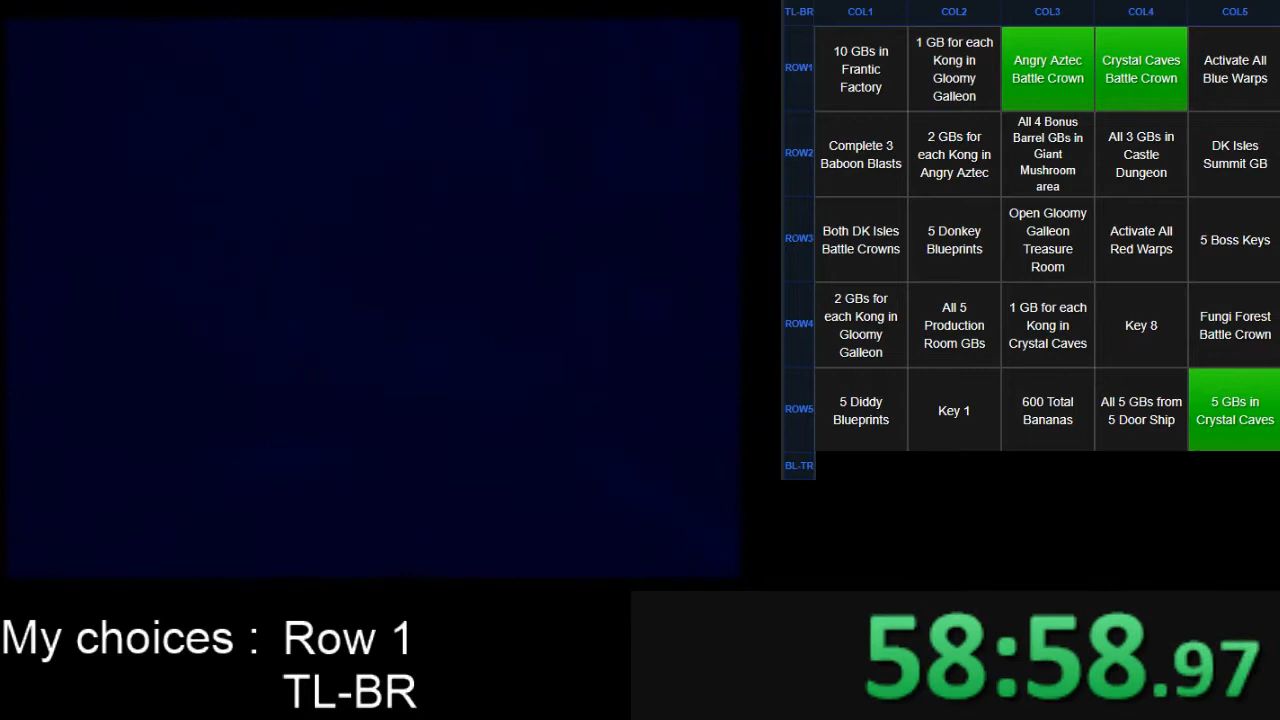 TL-BR COL1 COL2 COL3 COL4 COL5
ROW1
10 GBs in
Frantic
Factory
1 GB for each
Kong in
Gloomy
Galleon
Angry Aztec
Battle Crown
Crystal Caves
Battle Crown
Activate All
Blue Warps
ROW2
Complete 3
Baboon Blasts
2 GBs for
each Kong in
Angry Aztec
All 4 Bonus
Barrel GBs in
Giant
Mushroom
area
All 3 GBs in
Castle
Dungeon
DK Isles
Summit GB
ROW3
Both DK Isles
Battle Crowns
5 Donkey
Blueprints
Open Gloomy
Galleon
Treasure
Room
Activate All
Red Warps
5 Boss Keys
ROW4
2 GBs for
each Kong in
Gloomy
Galleon
All 5
Production
Room GBs
1 GB for each
Kong in
Crystal Caves
Key 8
Fungi Forest
Battle Crown
ROW5
5 Diddy
Blueprints
Key 1
600 Total
Bananas
All 5 GBs from
5 Door Ship
5 GBs in
Crystal Caves
BL-TR
My choices : Row 1
TL-BR
58:58.97